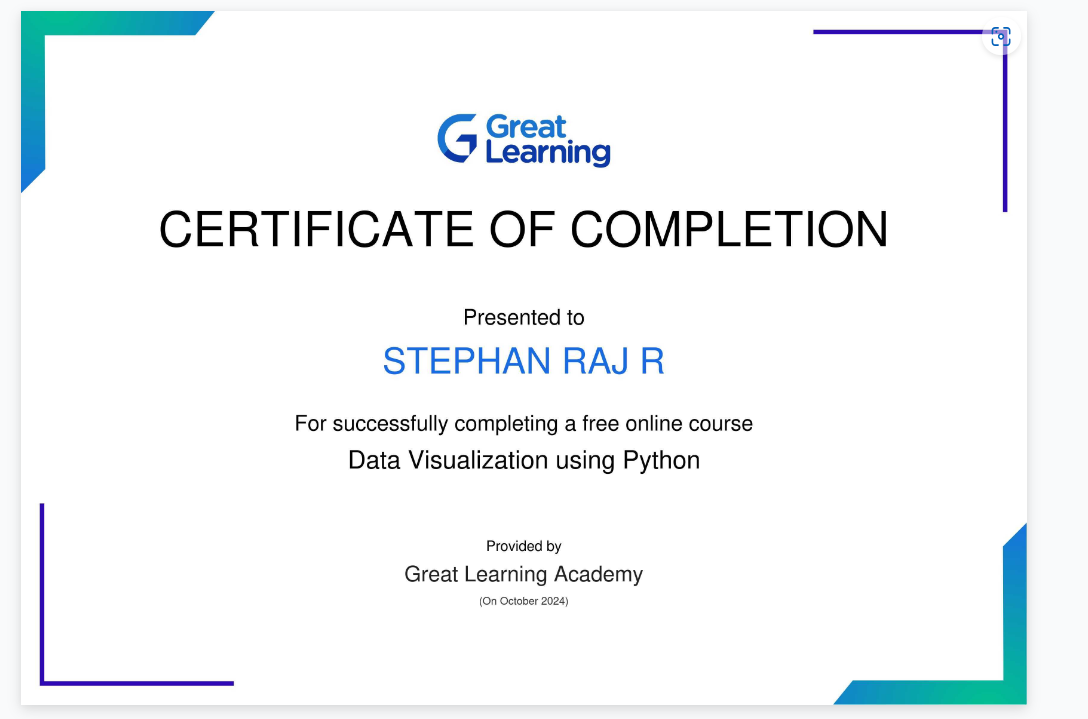 Great
Learning
CERTIFICATE OF COMPLETION
Presented to
STEPHAN RAJ R
For successfully completing a free online course
Data Visualization using Python
Provided by
Great Learning Academy
(On October 2024)